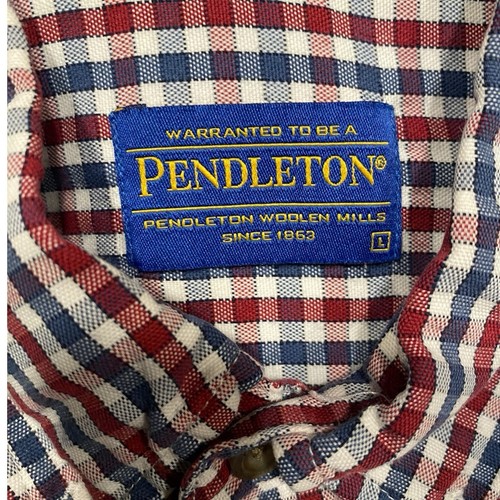 WARRANTED TO BE A
PENDLETON®
PENDLETON WOOLEN MILLS
SINCE 1863
L